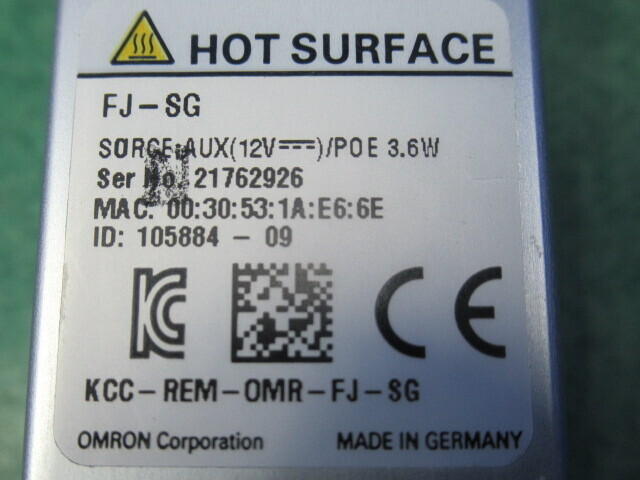 HOT SURFACE
FJ-SG
SORCE:AUX(12V⎓)/POE 3.6W
Ser No. 21762926
MAC: 00:30:53:1A:E6:6E
ID: 105884 - 09
KCC-REM-OMR-FJ-SG
OMRON Corporation MADE IN GERMANY